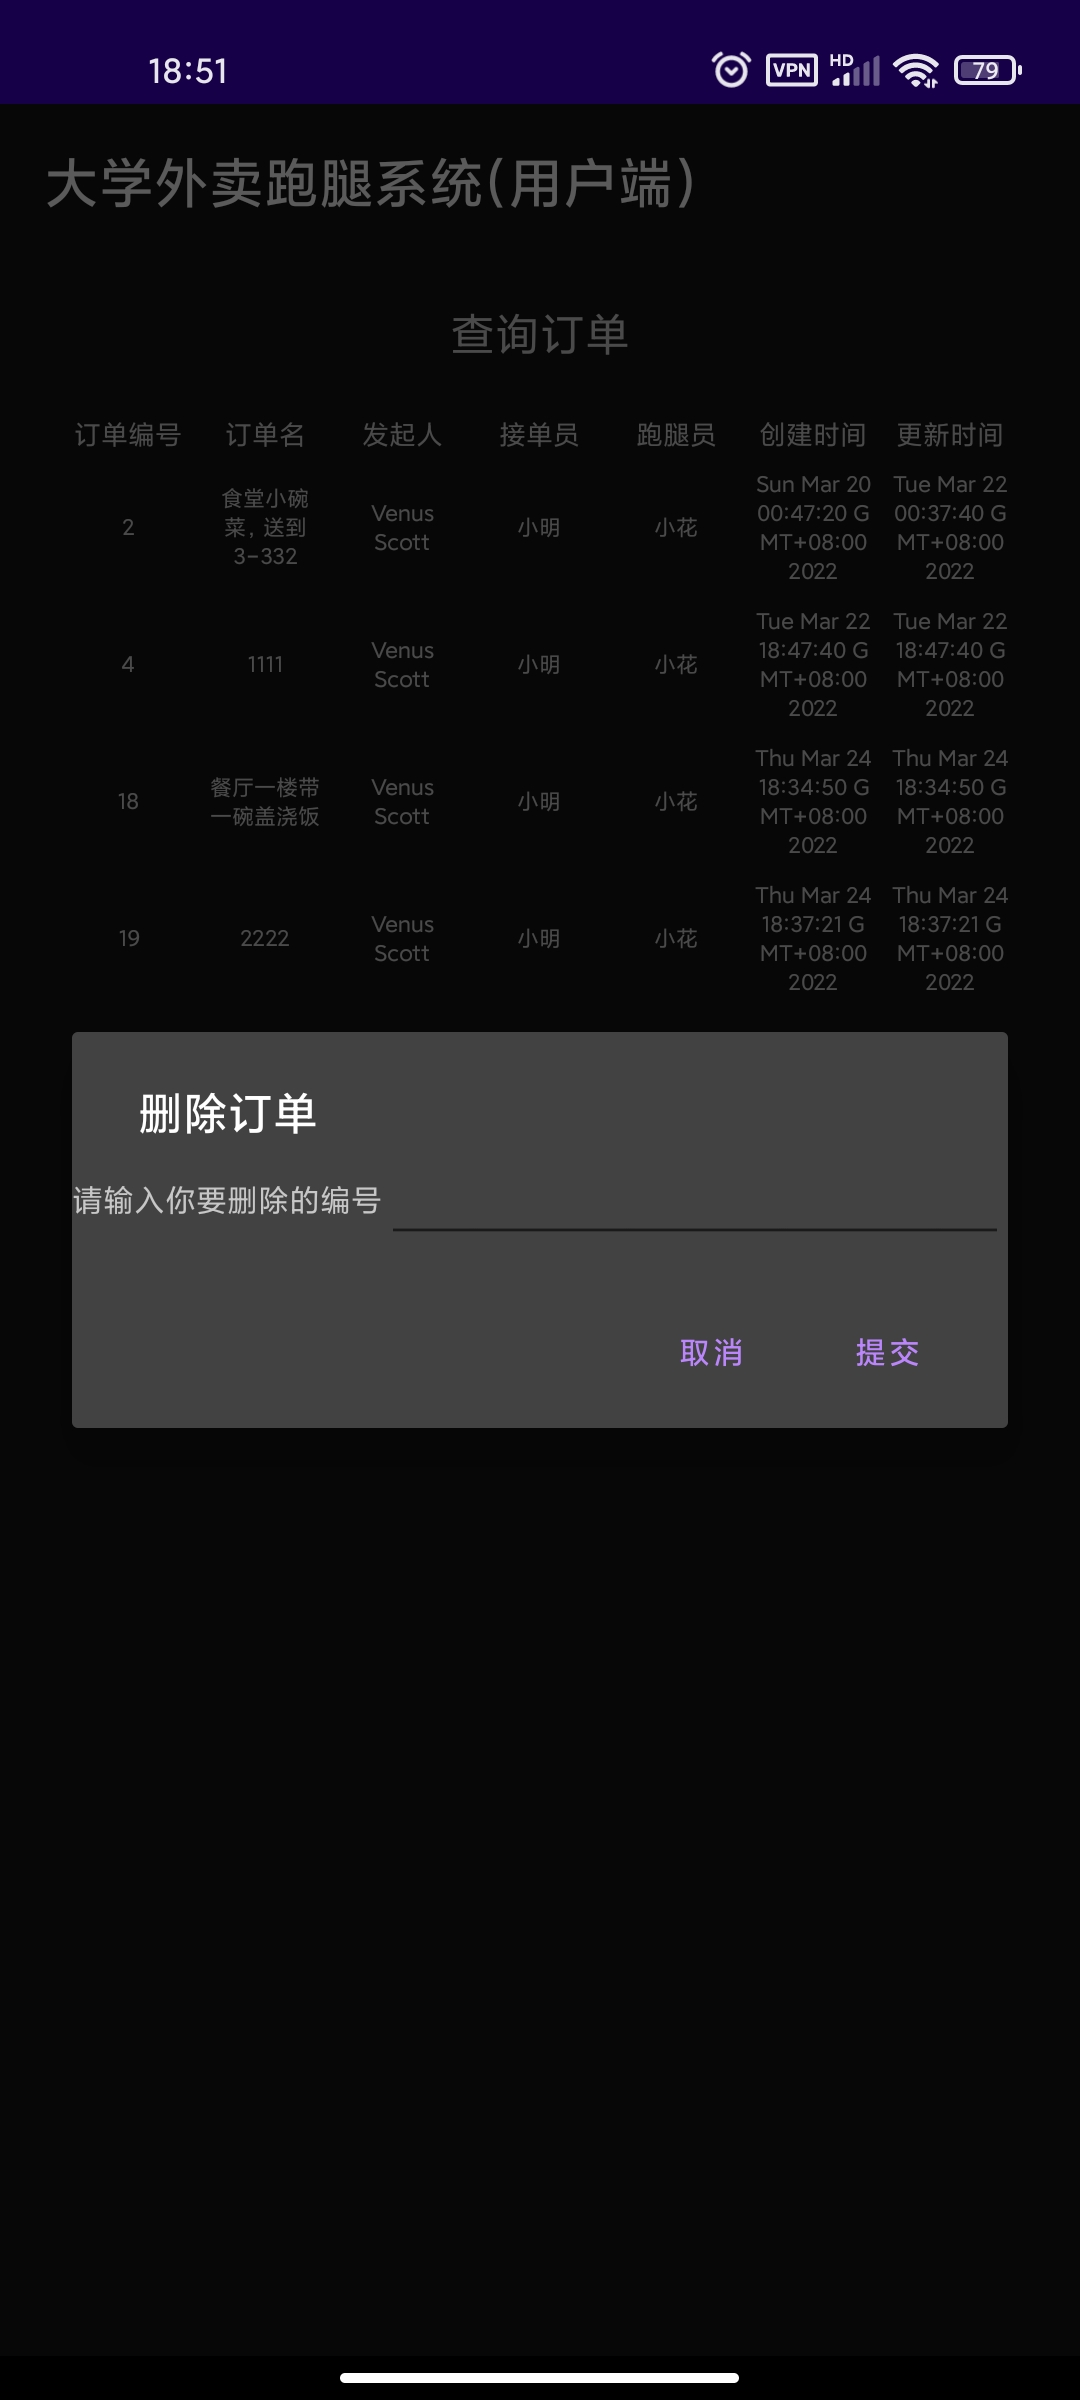 18:51
VPN
HD
79
大学外卖跑腿系统(用户端)
查询订单
订单编号 订单名 发起人 接单员 跑腿员 创建时间 更新时间
2 食堂小碗菜，送到3-332 Venus Scott 小明 小花 Sun Mar 20 00:47:20 GMT+08:00 2022 Tue Mar 22 00:37:40 GMT+08:00 2022
4 1111 Venus Scott 小明 小花 Tue Mar 22 18:47:40 GMT+08:00 2022 Tue Mar 22 18:47:40 GMT+08:00 2022
18 餐厅一楼带一碗盖浇饭 Venus Scott 小明 小花 Thu Mar 24 18:34:50 GMT+08:00 2022 Thu Mar 24 18:34:50 GMT+08:00 2022
19 2222 Venus Scott 小明 小花 Thu Mar 24 18:37:21 GMT+08:00 2022 Thu Mar 24 18:37:21 GMT+08:00 2022
删除订单
请输入你要删除的编号
取消 提交